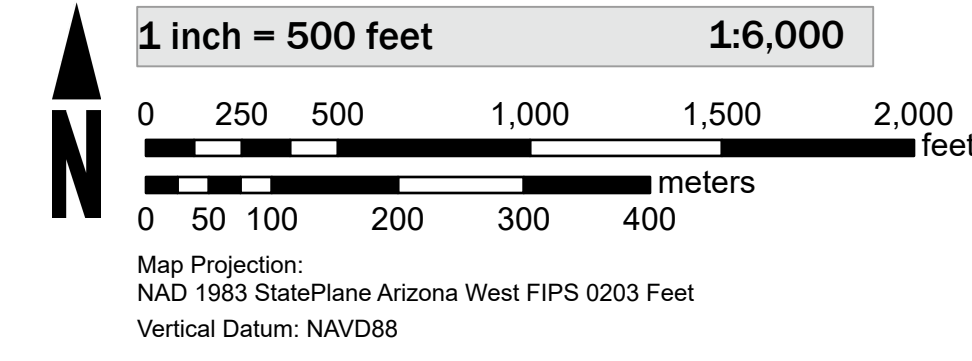 N
1 inch = 500 feet 1:6,000
0 250 500 1,000 1,500 2,000
feet
meters
0 50 100 200 300 400
Map Projection:
NAD 1983 StatePlane Arizona West FIPS 0203 Feet
Vertical Datum: NAVD88